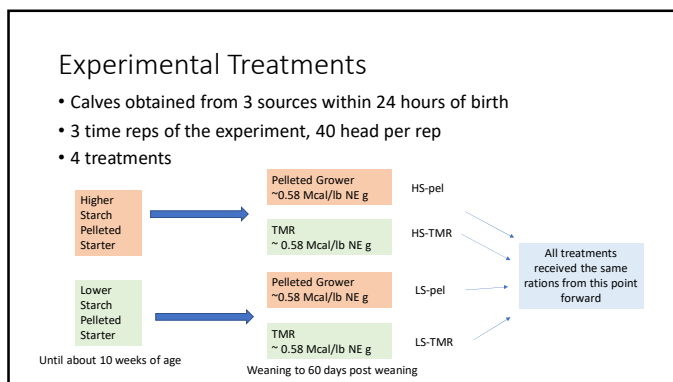 Experimental Treatments
• Calves obtained from 3 sources within 24 hours of birth
• 3 time reps of the experiment, 40 head per rep
• 4 treatments
Higher
Starch
Pelleted
Starter
Pelleted Grower
~0.58 Mcal/lb NE g
HS-pel
TMR
~ 0.58 Mcal/lb NE g
HS-TMR
Lower
Starch
Pelleted
Starter
Pelleted Grower
~0.58 Mcal/lb NE g
LS-pel
TMR
~ 0.58 Mcal/lb NE g
LS-TMR
All treatments
received the same
rations from this point
forward
Until about 10 weeks of age
Weaning to 60 days post weaning